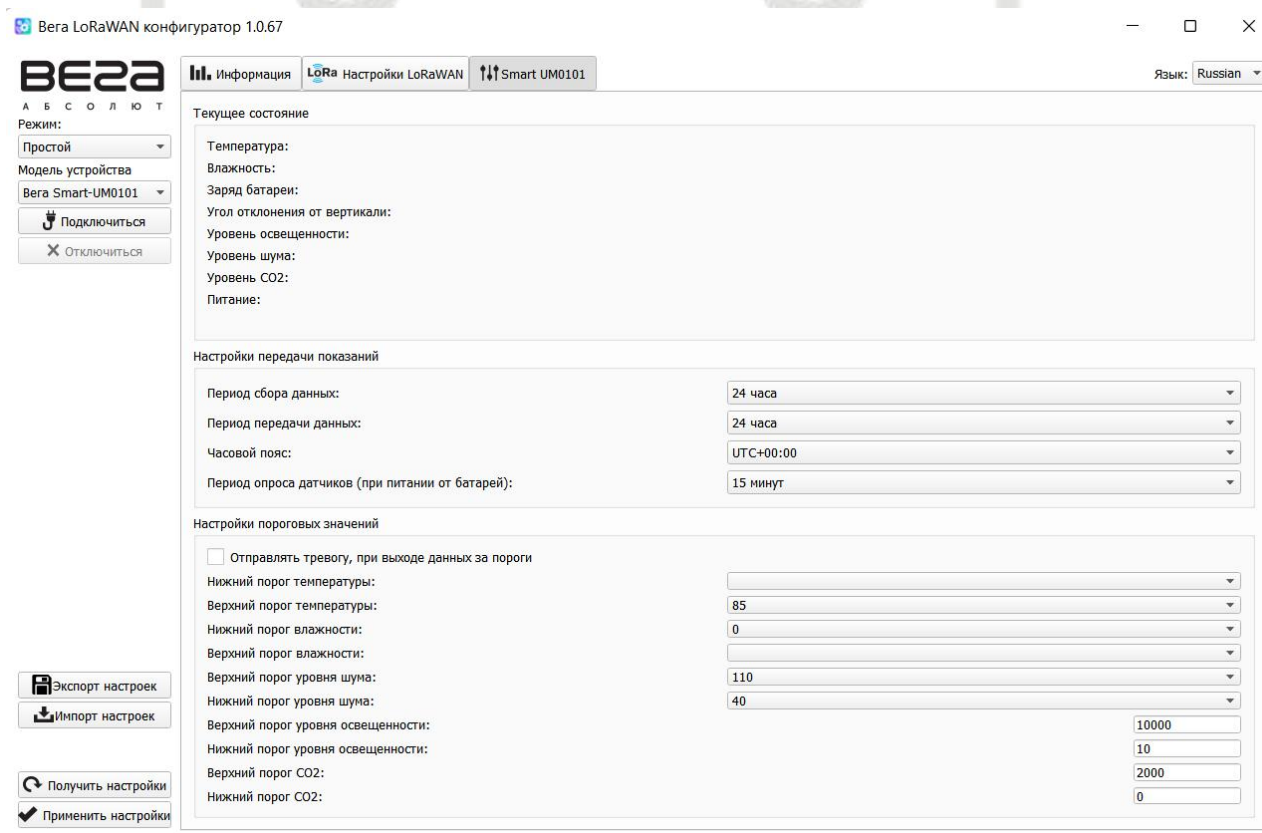 Вега LoRaWAN конфигуратор 1.0.67
ВЕГА
АБСОЛЮТ
Режим:
Простой
Модель устройства
Вега Smart-UM0101
Подключиться
Отключиться
Экспорт настроек
Импорт настроек
Получить настройки
Применить настройки
Информация
LoRa Настройки LoRaWAN
Smart UM0101
Язык: Russian
Текущее состояние
Температура:
Влажность:
Заряд батареи:
Угол отклонения от вертикали:
Уровень освещенности:
Уровень шума:
Уровень CO2:
Питание:
Настройки передачи показаний
Период сбора данных: 24 часа
Период передачи данных: 24 часа
Часовой пояс: UTC+00:00
Период опроса датчиков (при питании от батарей): 15 минут
Настройки пороговых значений
Отправлять тревогу, при выходе данных за пороги
Нижний порог температуры:
Верхний порог температуры: 85
Нижний порог влажности: 0
Верхний порог влажности:
Верхний порог уровня шума: 110
Нижний порог уровня шума: 40
Верхний порог уровня освещенности: 10000
Нижний порог уровня освещенности: 10
Верхний порог CO2: 2000
Нижний порог CO2: 0